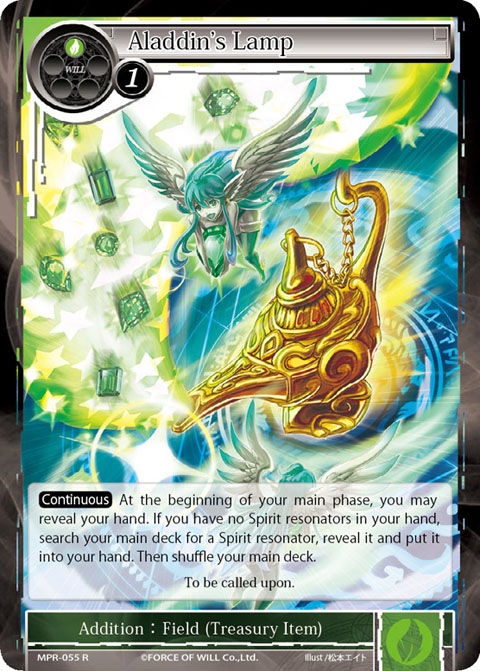 Aladdin's Lamp
WILL
1
Continuous At the beginning of your main phase, you may
reveal your hand. If you have no Spirit resonators in your hand,
search your main deck for a Spirit resonator, reveal it and put it
into your hand. Then shuffle your main deck.
To be called upon.
Addition : Field (Treasury Item)
MPR-055 R ©FORCE OF WILL Co.,Ltd. Illust /松本エイト